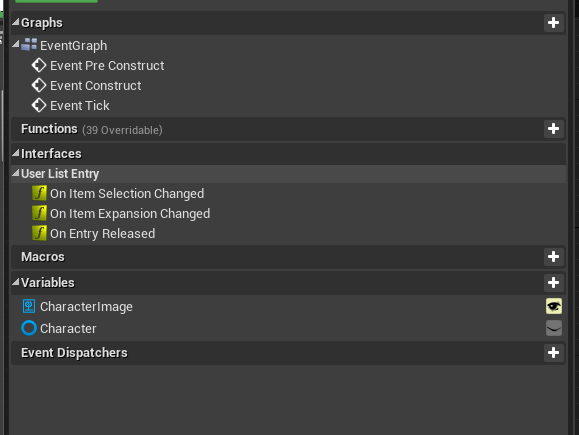 Graphs
EventGraph
Event Pre Construct
Event Construct
Event Tick
Functions (39 Overridable)
Interfaces
User List Entry
On Item Selection Changed
On Item Expansion Changed
On Entry Released
Macros
Variables
CharacterImage
Character
Event Dispatchers